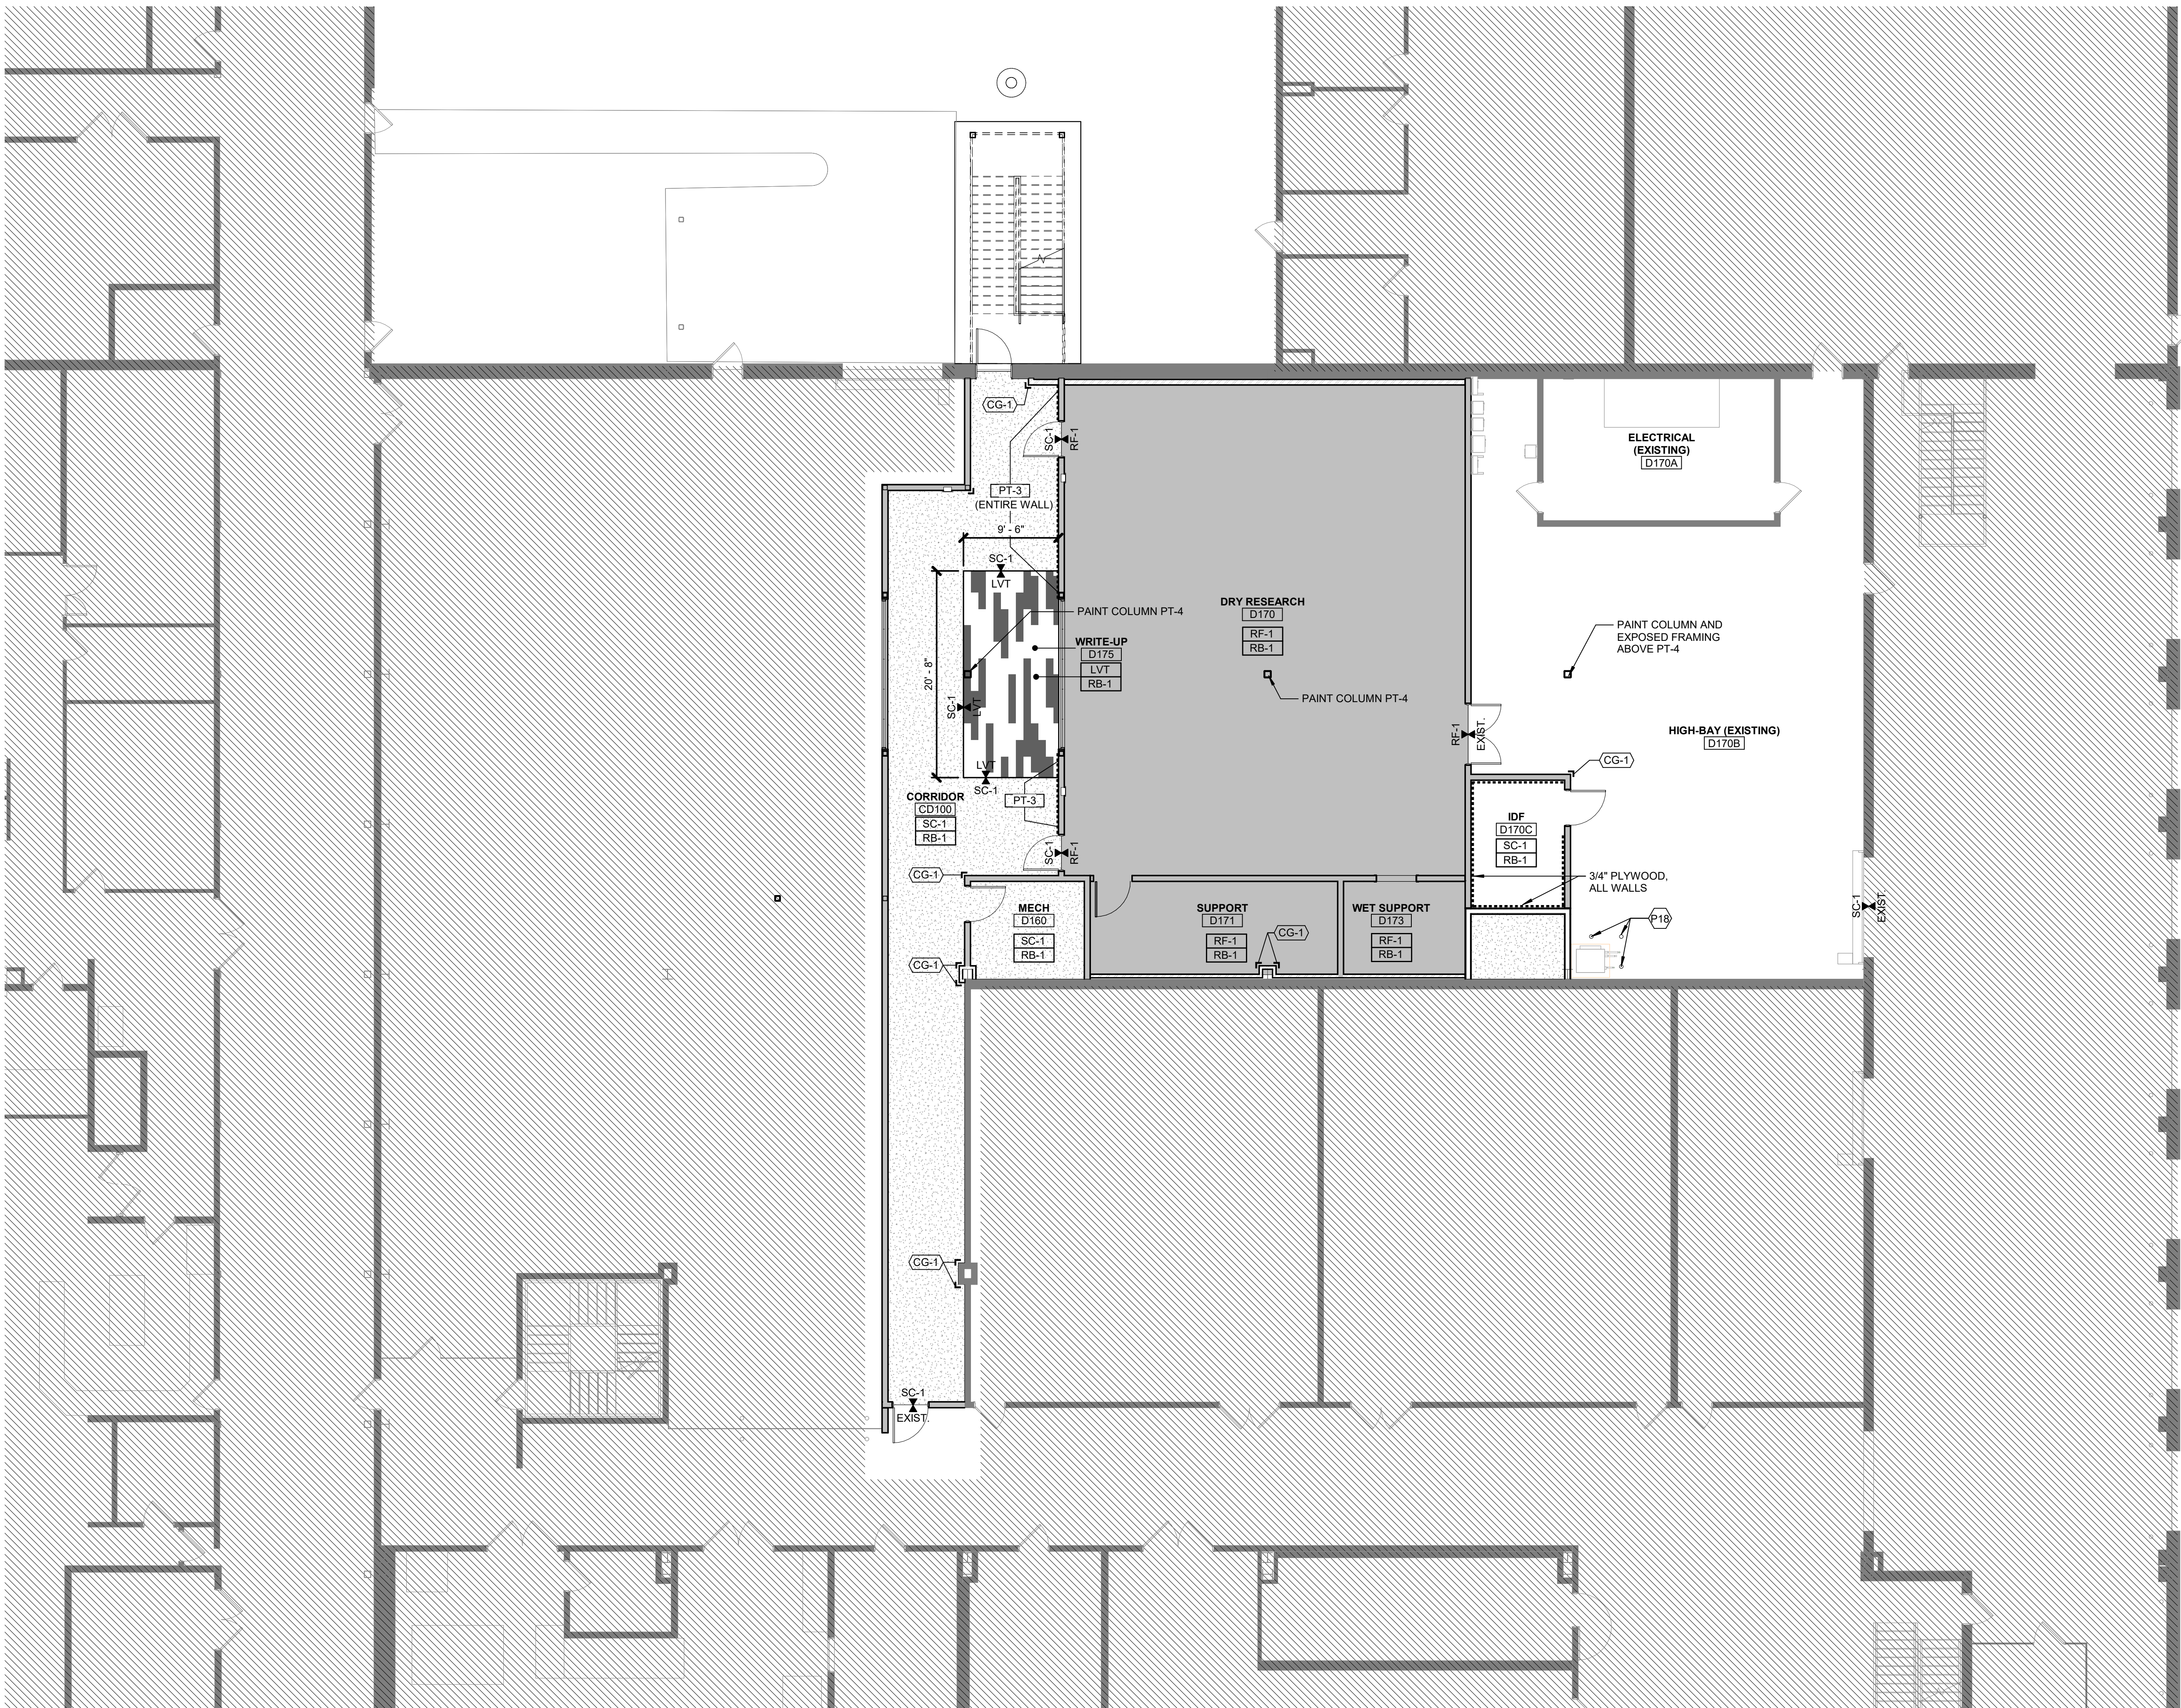 CG-1
SC-1
RF-1
ELECTRICAL
(EXISTING)
D170A
PT-3
(ENTIRE WALL)
9' - 6"
SC-1
LVT
PAINT COLUMN PT-4
WRITE-UP
D175
LVT
RB-1
20' - 8"
SC-1
LVT
DRY RESEARCH
D170
RF-1
RB-1
PAINT COLUMN PT-4
PAINT COLUMN AND
EXPOSED FRAMING
ABOVE PT-4
RF-1
EXIST.
HIGH-BAY (EXISTING)
D170B
CG-1
LVT
SC-1
PT-3
CORRIDOR
CD100
SC-1
RB-1
SC-1
RF-1
IDF
D170C
SC-1
RB-1
3/4" PLYWOOD,
ALL WALLS
CG-1
MECH
D160
SC-1
RB-1
SUPPORT
D171
RF-1
RB-1
CG-1
WET SUPPORT
D173
RF-1
RB-1
P18
SC-1
EXIST.
CG-1
CG-1
SC-1
EXIST.